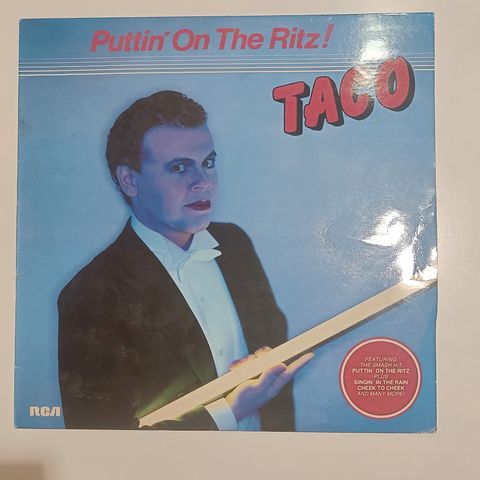 Puttin' On The Ritz!
TACO
FEATURING
THE SMASH HIT
PUTTIN' ON THE RITZ
PLUS
SINGIN' IN THE RAIN
CHEEK TO CHEEK
AND MANY MORE!
RCA